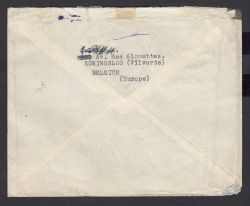 Av. des Alouettes.
KONINGSLOO (Vilvorde)
BELGIUM
(Europe)